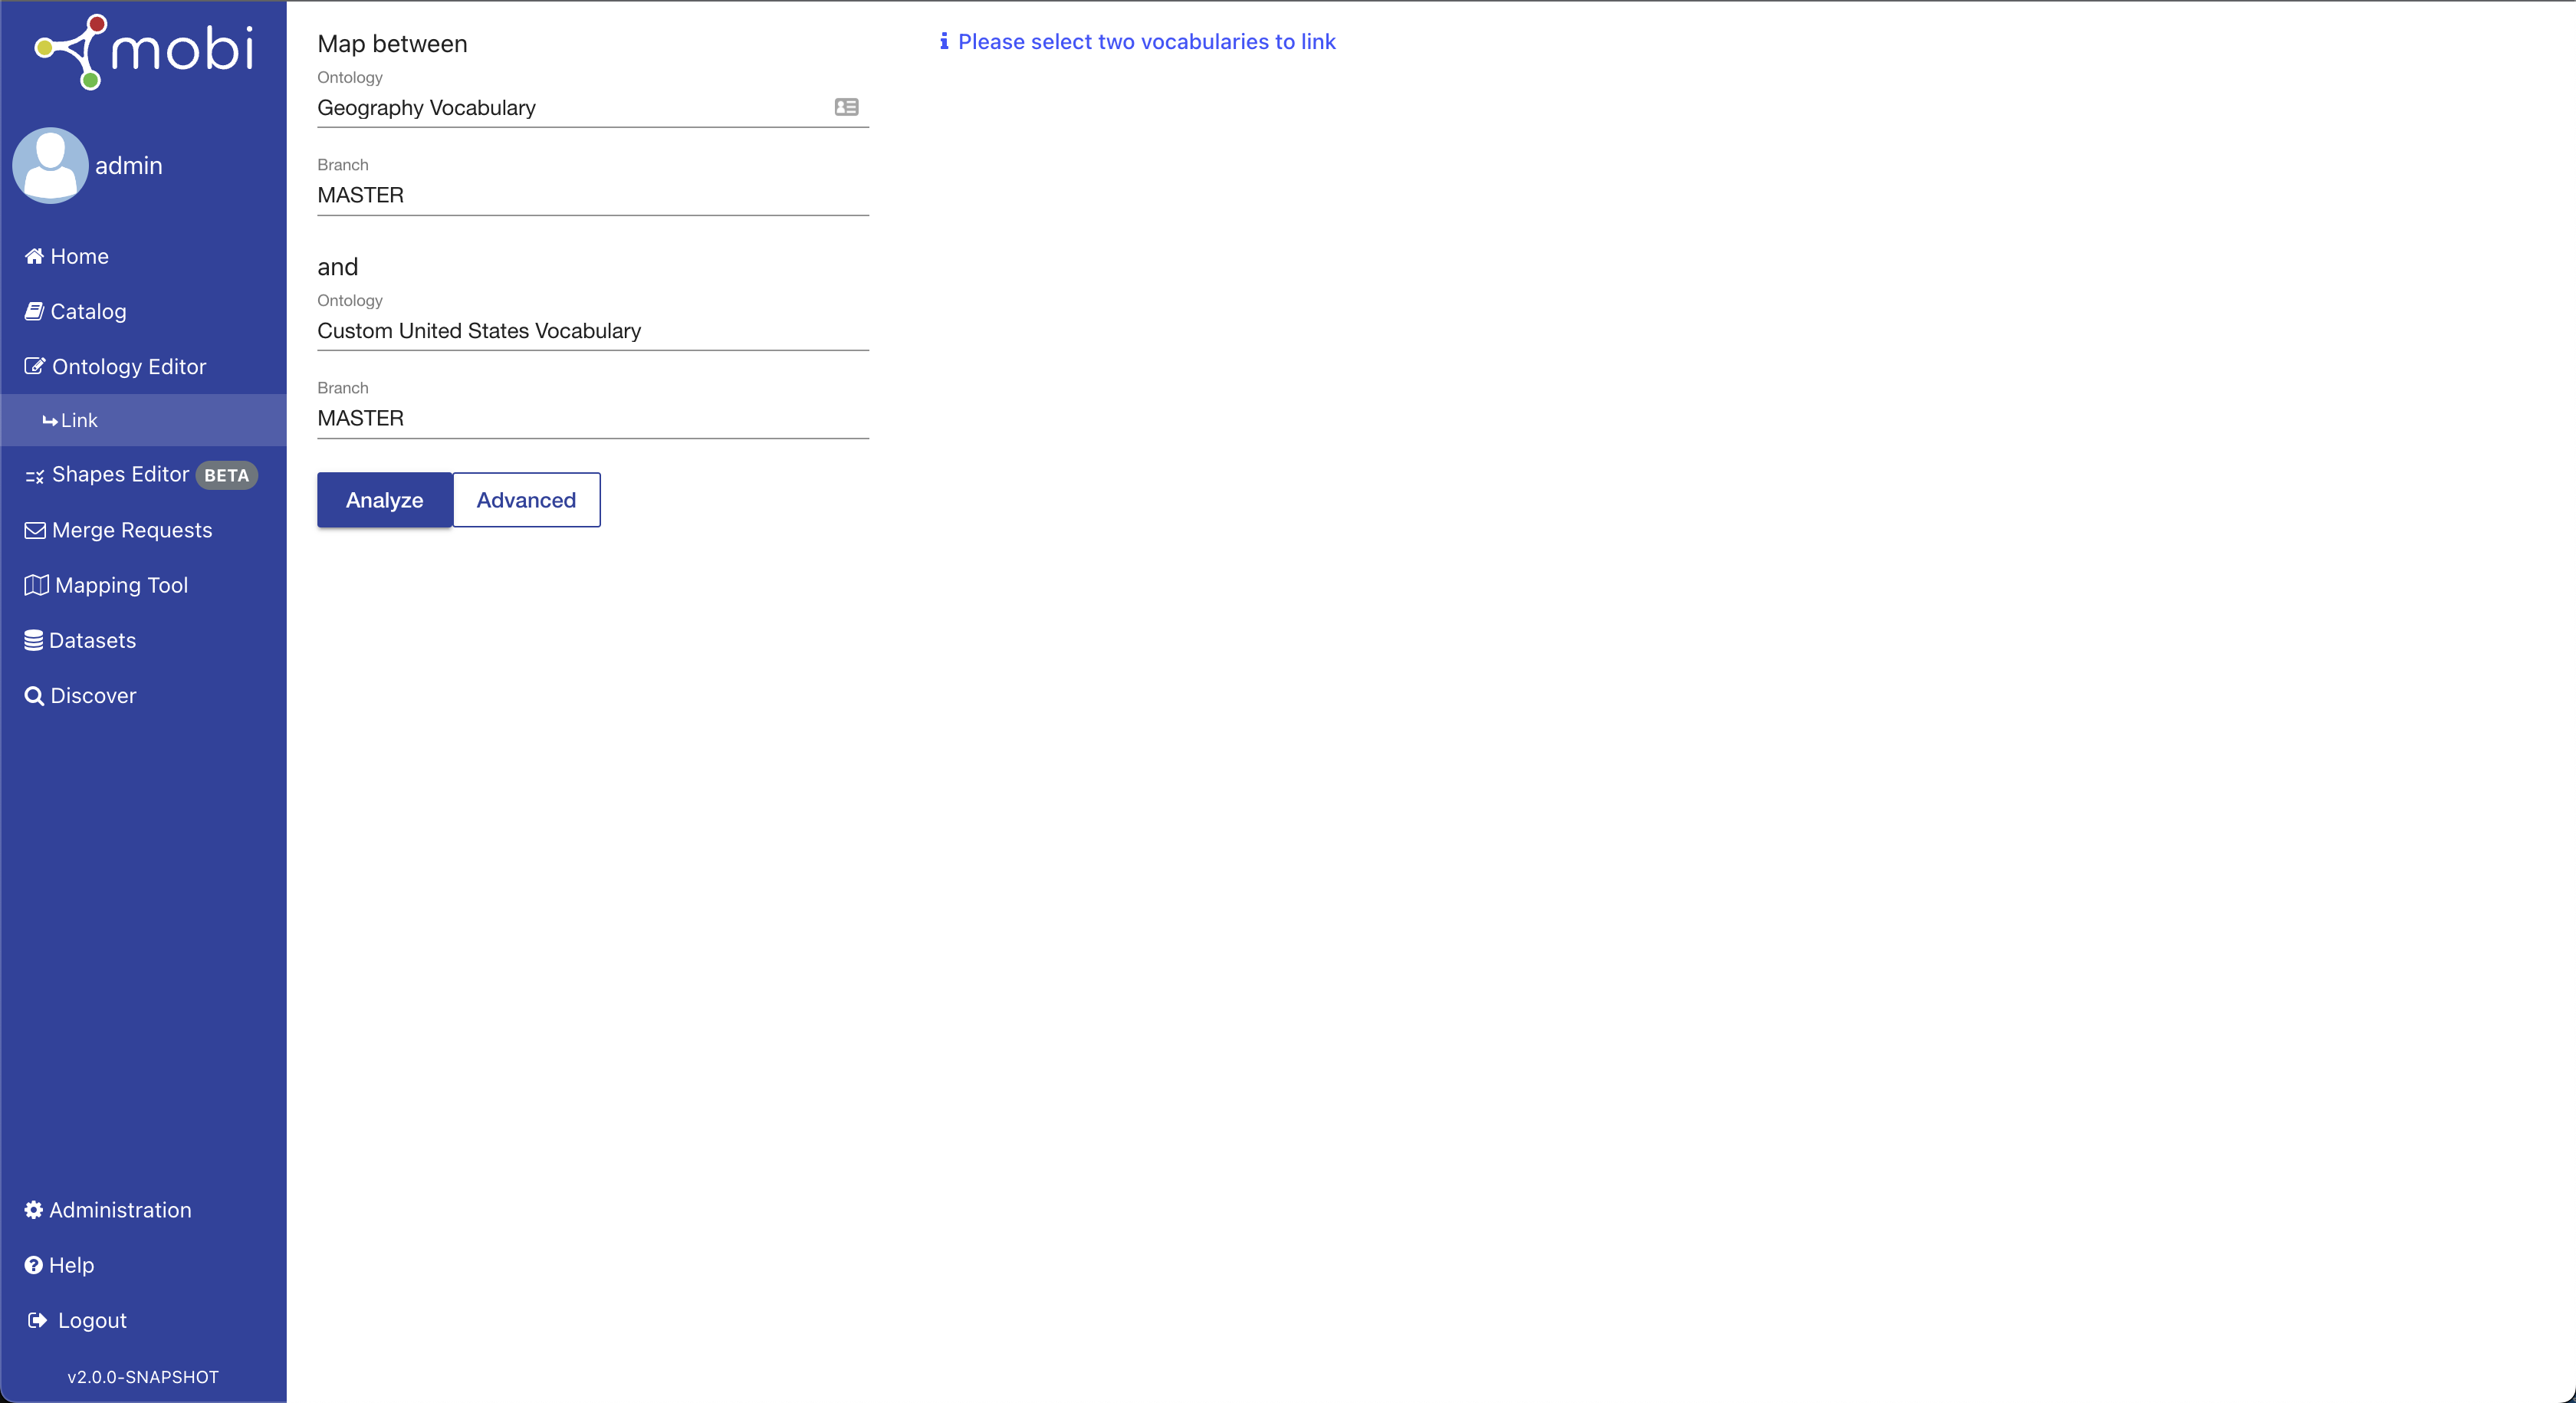 mobi
admin
Home
Catalog
Ontology Editor
Link
Shapes Editor BETA
Merge Requests
Mapping Tool
Datasets
Discover
Administration
Help
Logout
v2.0.0-SNAPSHOT
Map between
Ontology
Geography Vocabulary
Branch
MASTER
and
Ontology
Custom United States Vocabulary
Branch
MASTER
Analyze Advanced
Please select two vocabularies to link